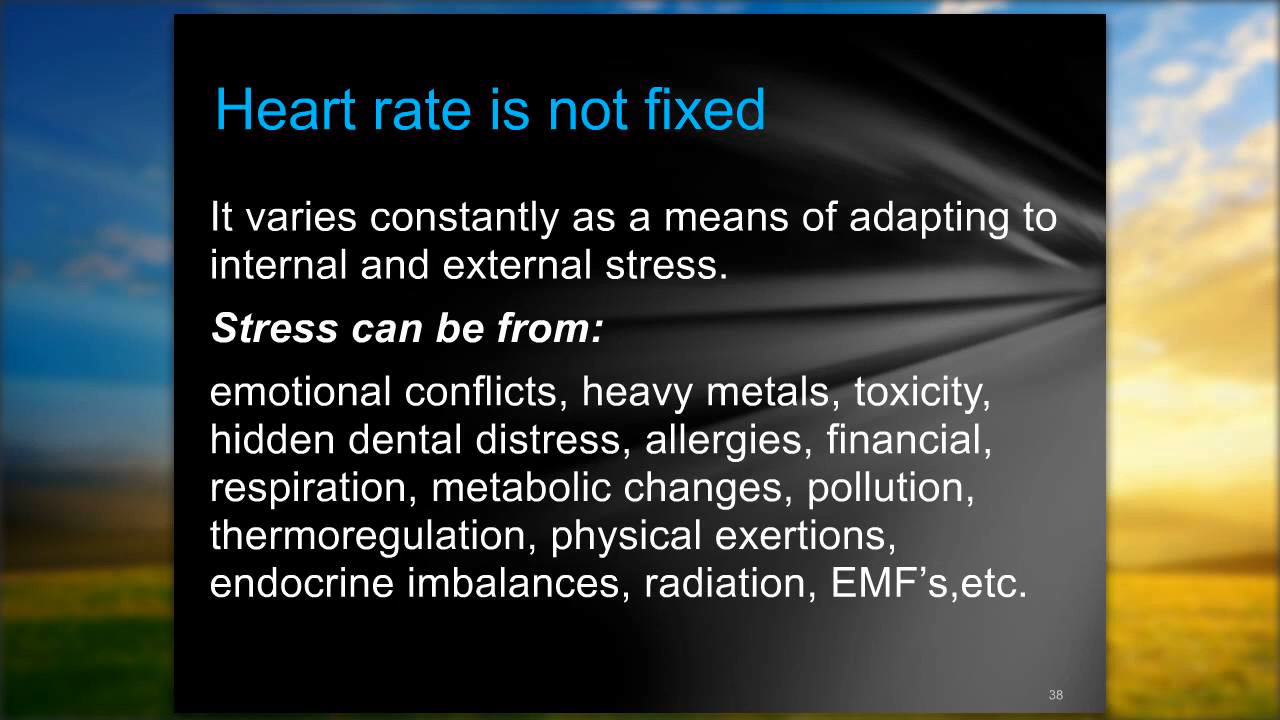 Heart rate is not fixed
It varies constantly as a means of adapting to
internal and external stress.
Stress can be from:
emotional conflicts, heavy metals, toxicity,
hidden dental distress, allergies, financial,
respiration, metabolic changes, pollution,
thermoregulation, physical exertions,
endocrine imbalances, radiation, EMF’s,etc.
38